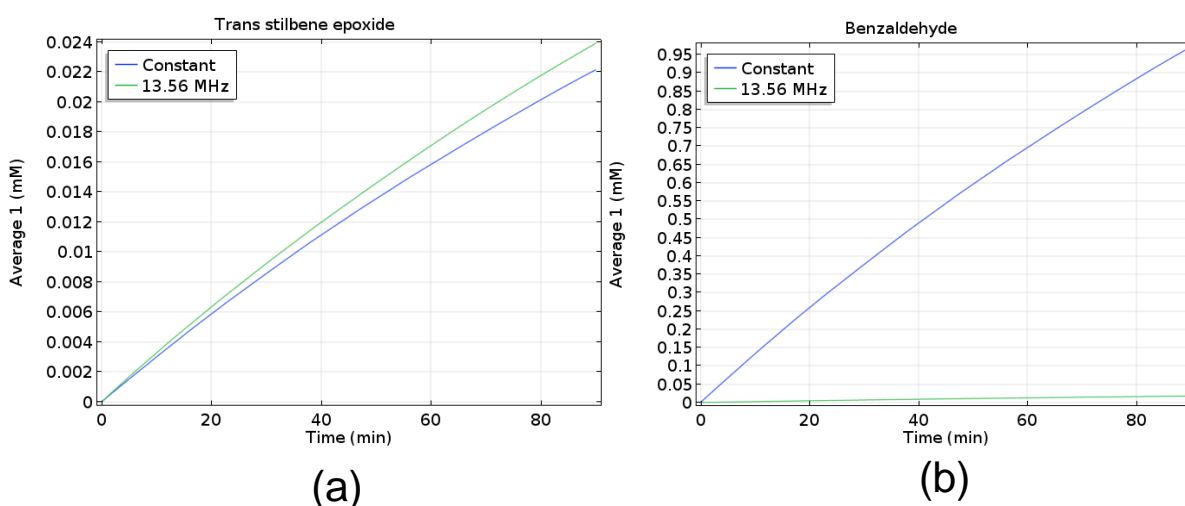 Trans stilbene epoxide
Average 1 (mM)
0.024
0.022
0.02
0.018
0.016
0.014
0.012
0.01
0.008
0.006
0.004
0.002
0
Constant
13.56 MHz
0 20 40 60 80
Time (min)
(a)
Benzaldehyde
Average 1 (mM)
0.95
0.9
0.85
0.8
0.75
0.7
0.65
0.6
0.55
0.5
0.45
0.4
0.35
0.3
0.25
0.2
0.15
0.1
0.05
0
Constant
13.56 MHz
0 20 40 60 80
Time (min)
(b)